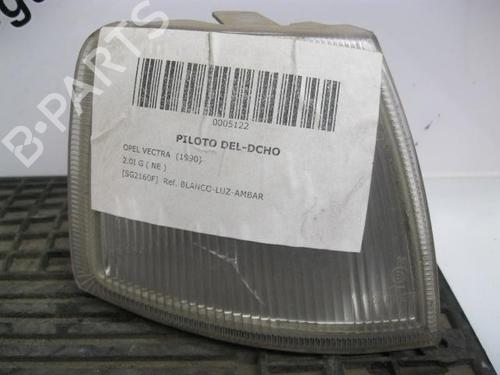 0005122
PILOTO DEL-DCHO
OPEL VECTRA (1990)
2.0I G ( NE )
[SG2160F] Ref. BLANCO-LUZ-AMBAR
B-PARTS